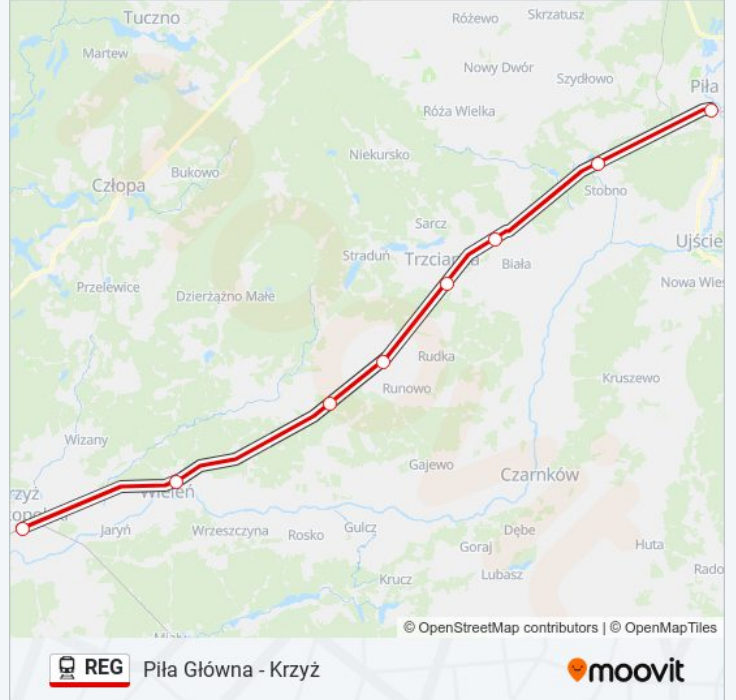 Tuczno
Skrzatusz
Różewo
Martew
Nowy Dwór
Szydłowo
Piła
Róża Wielka
Niekursko
Bukowo
Człopa
Stobno
Sarcz
Ujście
Straduń
Trzcianka
Biała
Przelewice
Dzierżążno Małe
Nowa Wieś
Rudka
Kruszewo
Runowo
Wizany
Gajewo
Czarnków
Wieleń
rzyż
opolska
Jaryń
Wrzeszczyna
Rosko
Gulcz
Dębe
Goraj
Huta
Krucz
Lubasz
Rado
© OpenStreetMap contributors | © OpenMapTiles
REG Piła Główna - Krzyż
moovit